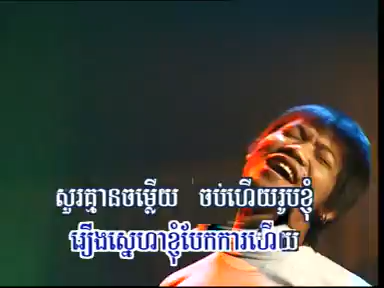 សួរគ្មានចម្លើយ ចប់ហើយរូបខ្ញុំ
រឿងស្នេហាខ្ញុំបែកការហើយ